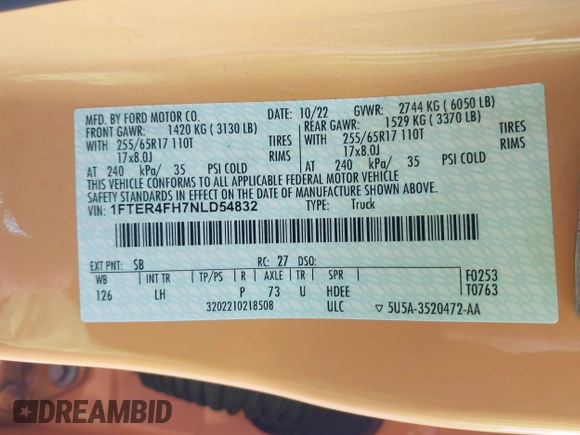 MFD. BY FORD MOTOR CO. DATE: 10/22 GVWR: 2744 KG (6050 LB)
FRONT GAWR: 1420 KG (3130 LB) REAR GAWR: 1529 KG (3370 LB)
WITH 255/65R17 110T TIRES WITH 255/65R17 110T TIRES
17x8.0J RIMS 17x8.0J RIMS
AT 240 kPa/ 35 PSI COLD AT 240 kPa/ 35 PSI COLD
THIS VEHICLE CONFORMS TO ALL APPLICABLE FEDERAL MOTOR VEHICLE
SAFETY STANDARDS IN EFFECT ON THE DATE OF MANUFACTURE SHOWN ABOVE.
VIN: 1FTER4FH7NLD54832 TYPE: Truck
EXT PNT: SB RC: 27 DSO:
WB INT TR TP/PS R AXLE TR SPR F0253
126 LH P 73 U HDEE T0763
3202210218508 ULC ▽ 5U5A-3520472-AA
DREAMBID